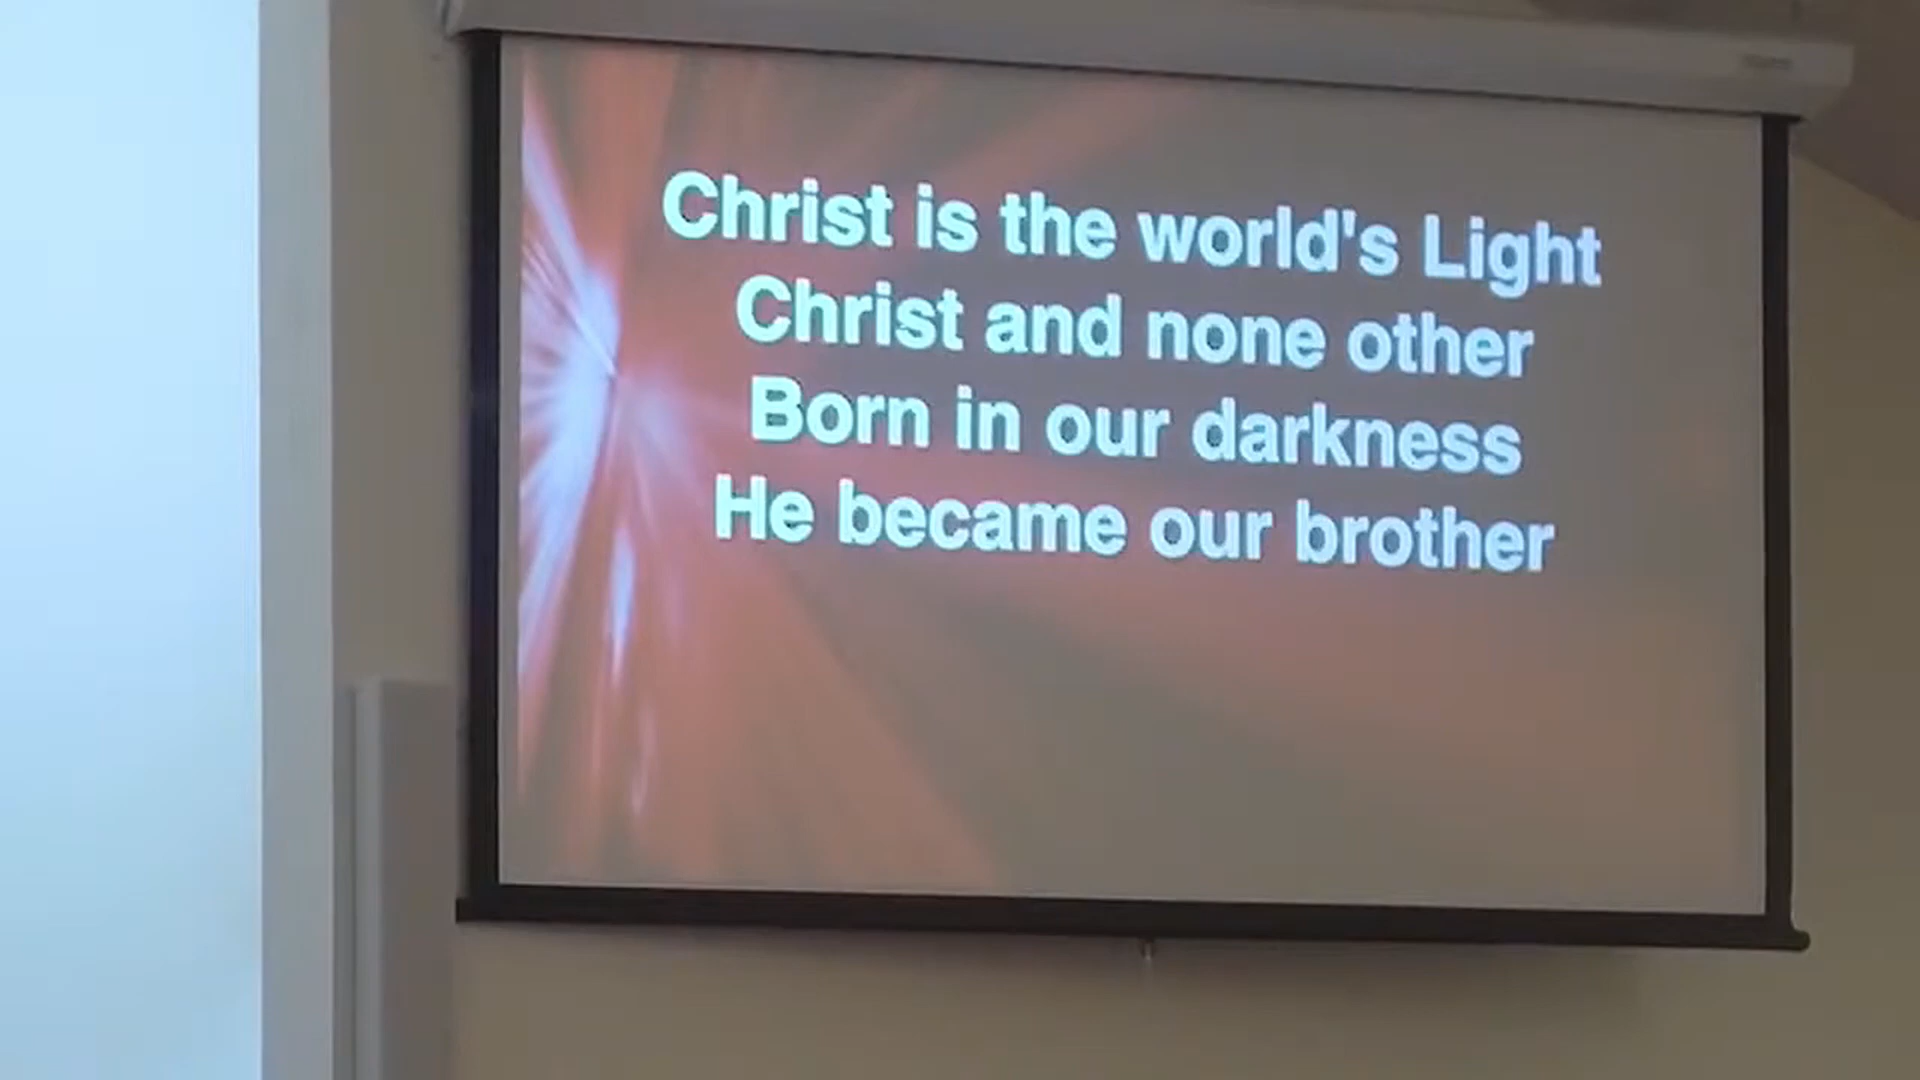 Christ is the world's Light
Christ and none other
Born in our darkness
He became our brother